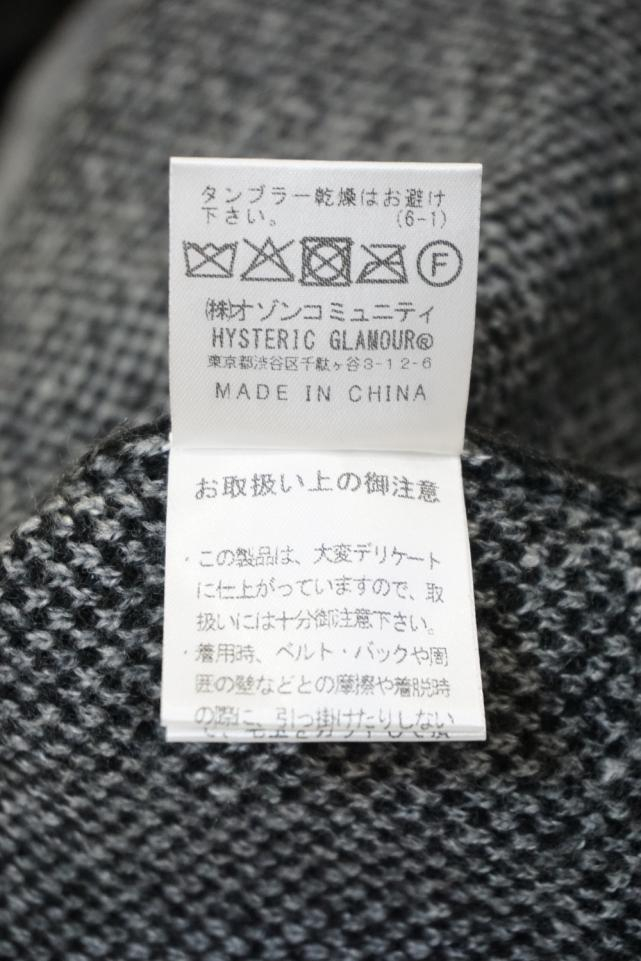 タンブラー乾燥はお避け
下さい。 (6-1)
F
㈱オゾンコミュニティ
HYSTERIC GLAMOUR®
東京都渋谷区千駄ヶ谷3-12-6
MADE IN CHINA
お取扱い上の御注意
・この製品は、大変デリケート
に仕上がっていますので、取
扱いには十分御注意下さい。
・着用時、ベルト・バックや周
囲の壁などとの摩擦や着脱時
の際に、引っ掛けたりしない